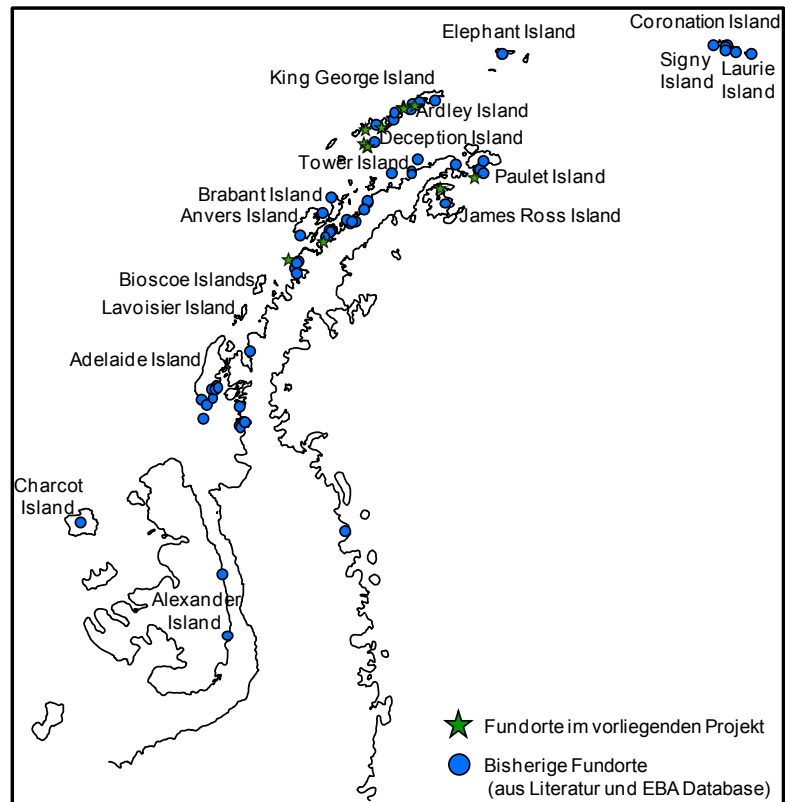 Coronation Island
Elephant Island
Signy
Island
Laurie
Island
King George Island
Ardley Island
Deception Island
Tower Island
Paulet Island
Brabant Island
Anvers Island
James Ross Island
Bioscoe Islands
Lavoisier Island
Adelaide Island
Charcot
Island
Alexander
Island
Fundorte im vorliegenden Projekt
Bisherige Fundorte
(aus Literatur und EBA Database)